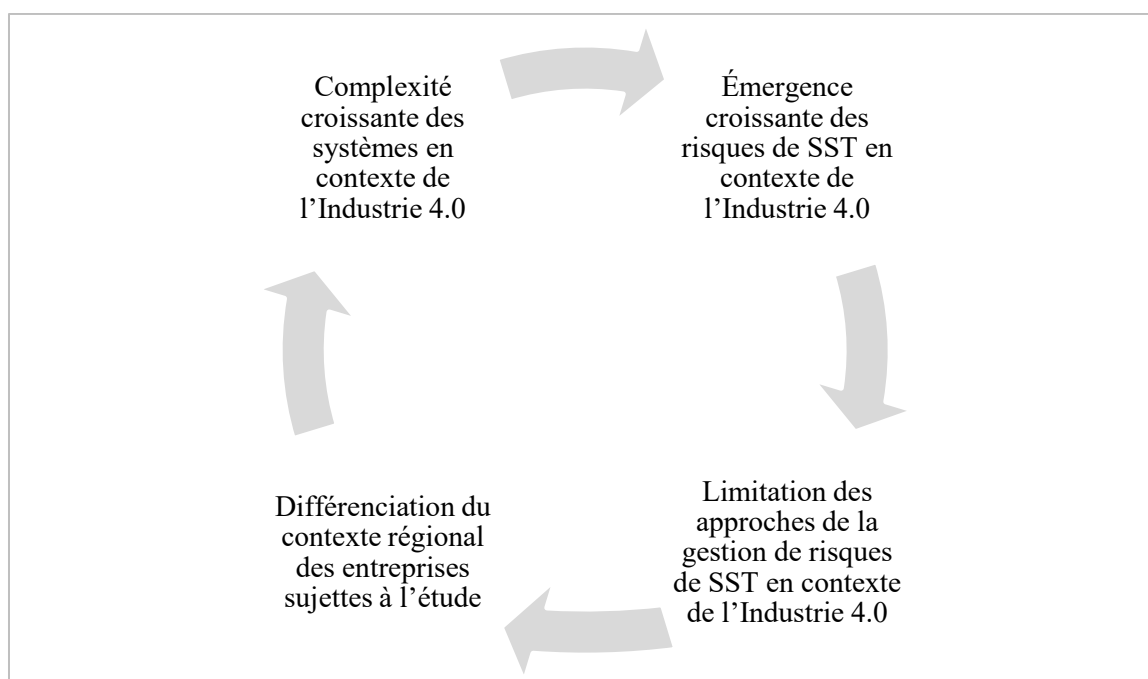 Complexité
croissante des
systèmes en
contexte de
l’Industrie 4.0
Émergence
croissante des
risques de SST en
contexte de
l’Industrie 4.0
Limitation des
approches de la
gestion de risques
de SST en contexte
de l’Industrie 4.0
Différenciation du
contexte régional
des entreprises
sujettes à l’étude